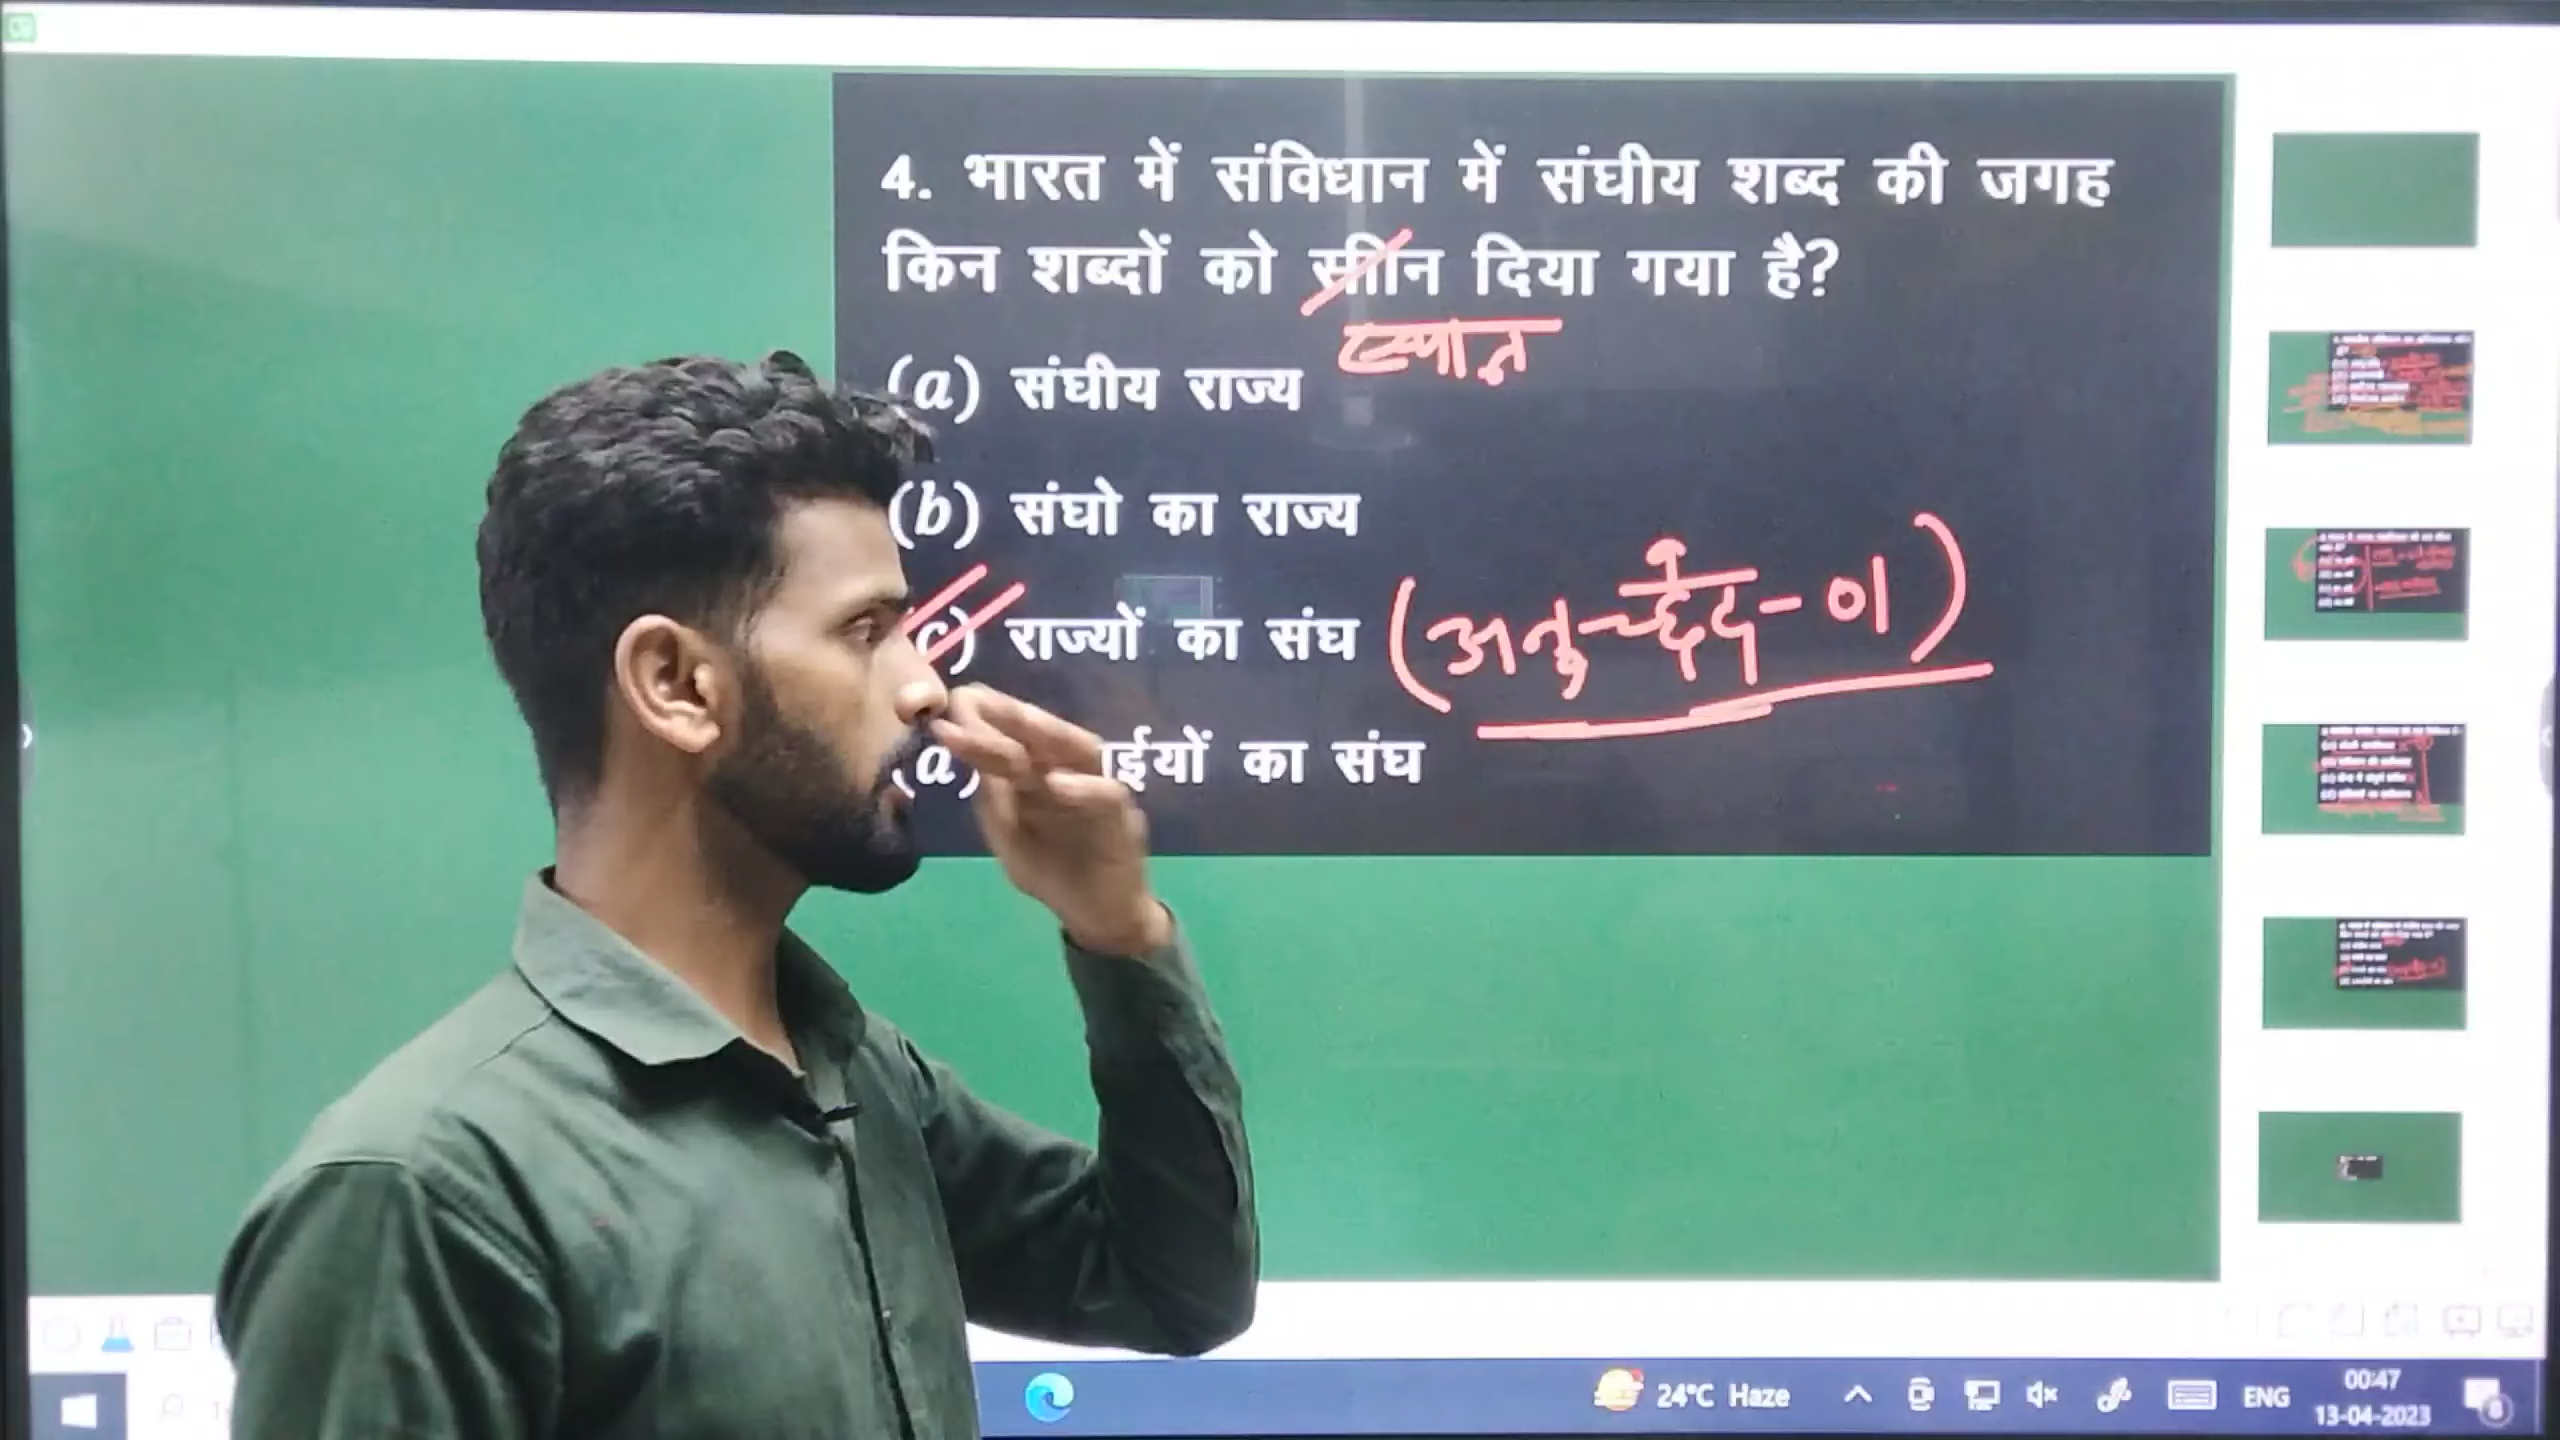 4. भारत में संविधान में संघीय शब्द की जगह
किन शब्दों को सीान दिया गया है?
स्थान
(a) संघीय राज्य
(b) संघो का राज्य
(c) राज्यों का संघ (अनुच्छेद - 01)
(a) ईयों का संघ
24°C Haze
ENG
00:47
13-04-2023